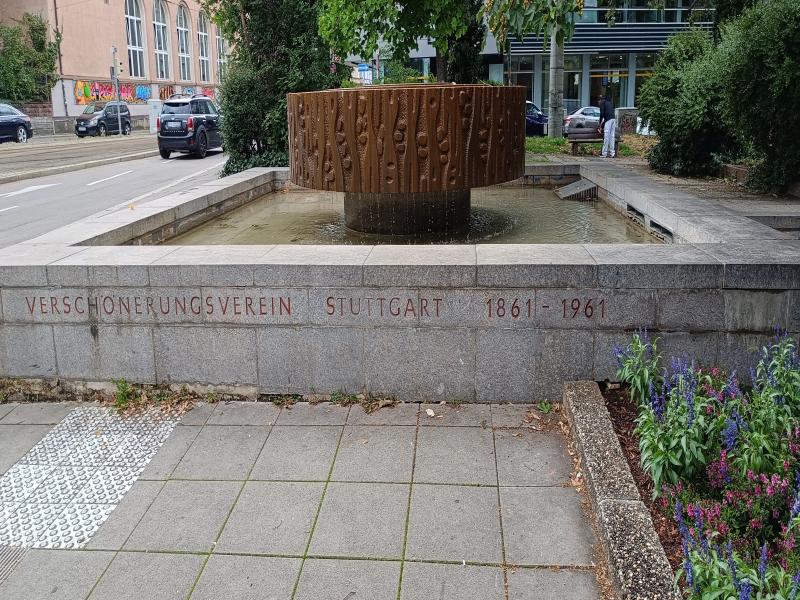 VERSCHÖNERUNGSVEREIN STUTTGART 1861 - 1961